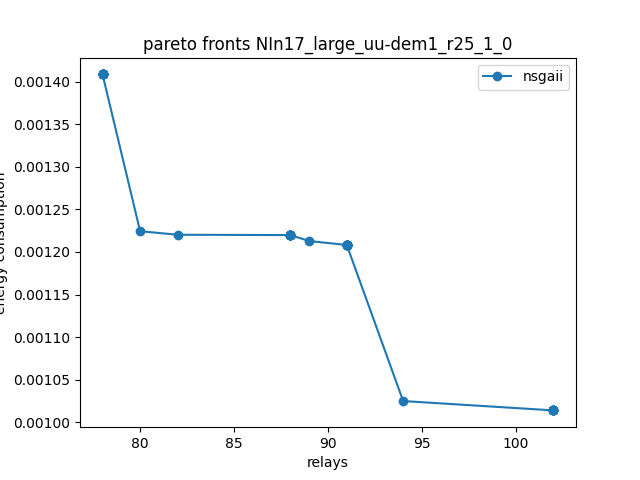 pareto fronts NIn17_large_uu-dem1_r25_1_0
nsgaii
0.00140
0.00135
0.00130
0.00125
0.00120
0.00115
0.00110
0.00105
0.00100
energy consumption
80 85 90 95 100
relays